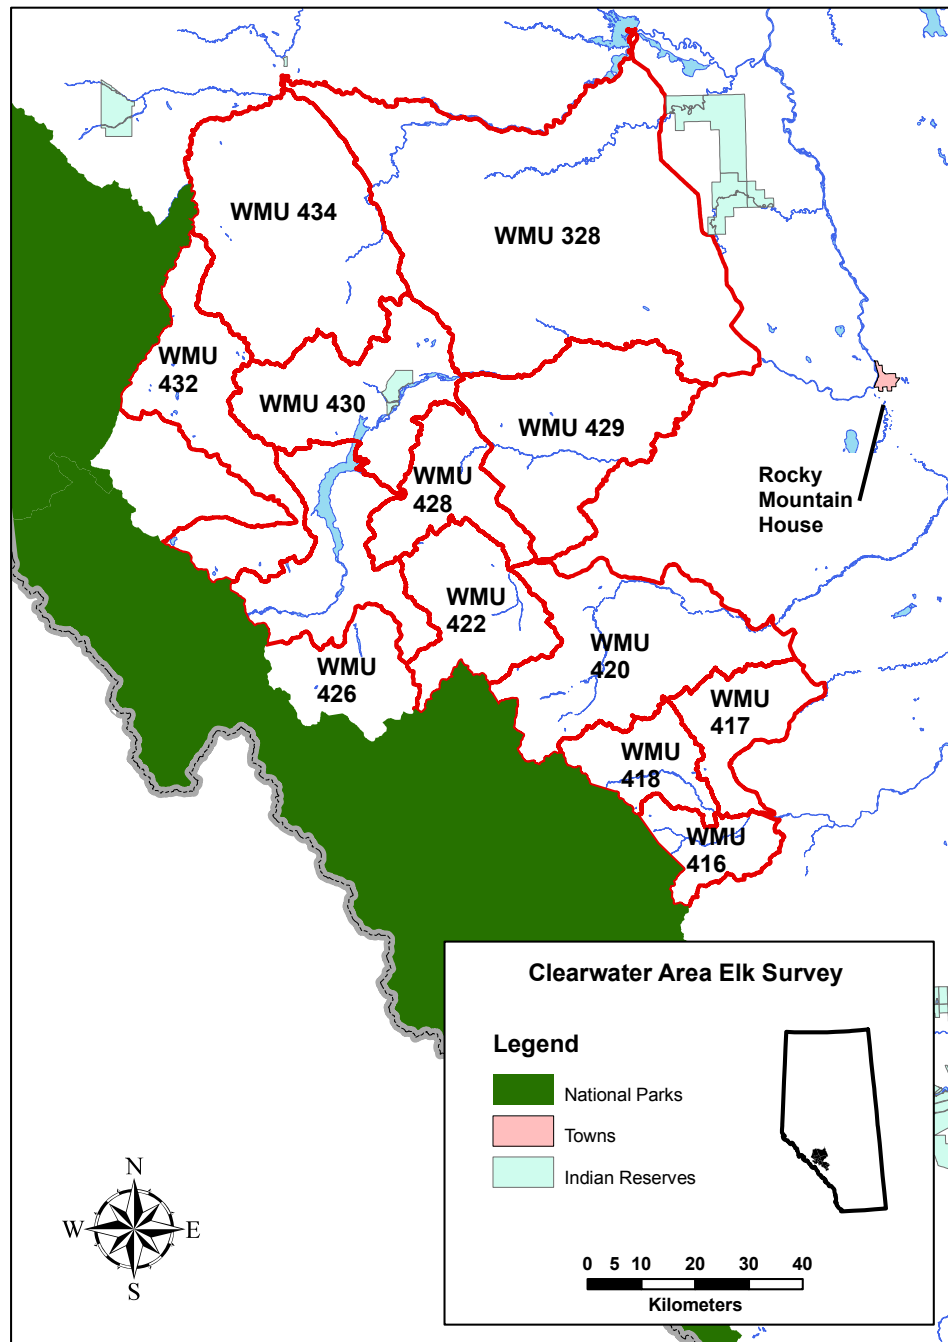 WMU 434
WMU 328
WMU
432
WMU 430
WMU 429
WMU
428
Rocky
Mountain
House
WMU
422
WMU
420
WMU
426
WMU
417
WMU
418
WMU
416
Clearwater Area Elk Survey
Legend
National Parks
Towns
Indian Reserves
N
W
E
S
0 5 10 20 30 40
Kilometers